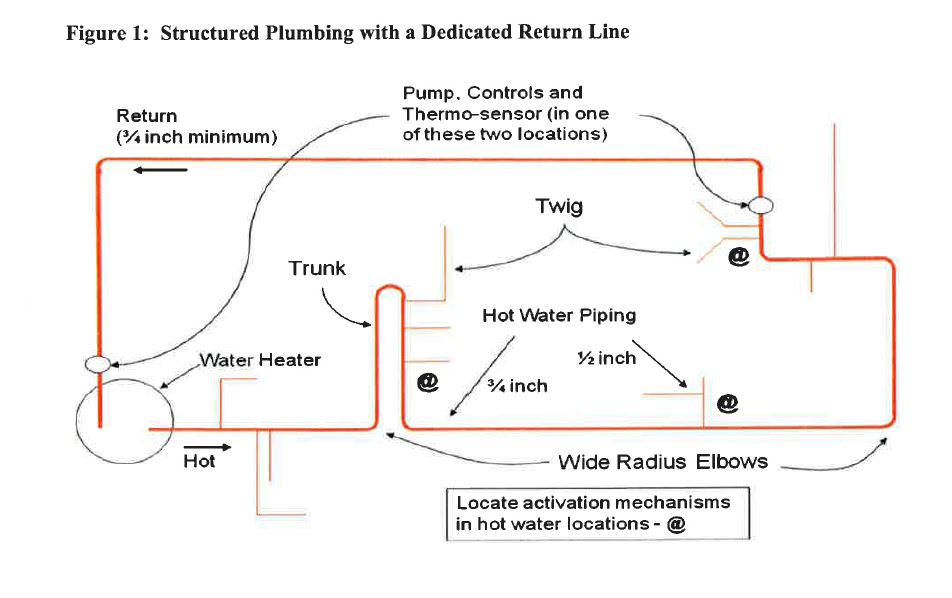 Figure 1: Structured Plumbing with a Dedicated Return Line
Pump, Controls and
Thermo-sensor (in one
of these two locations)
Return
(¾ inch minimum)
Twig
@
Trunk
Hot Water Piping
Water Heater
½ inch
@
¾ inch
@
Hot
Wide Radius Elbows
Locate activation mechanisms
in hot water locations - @